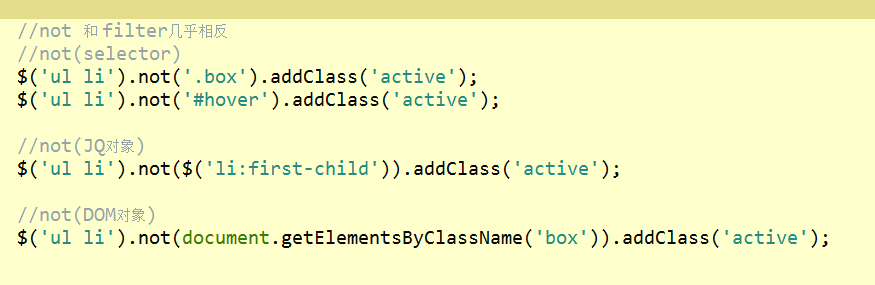 //not 和 filter几乎相反
//not(selector)
$('ul li').not('.box').addClass('active');
$('ul li').not('#hover').addClass('active');
//not(JQ对象)
$('ul li').not($('li:first-child')).addClass('active');
//not(DOM对象)
$('ul li').not(document.getElementsByClassName('box')).addClass('active');